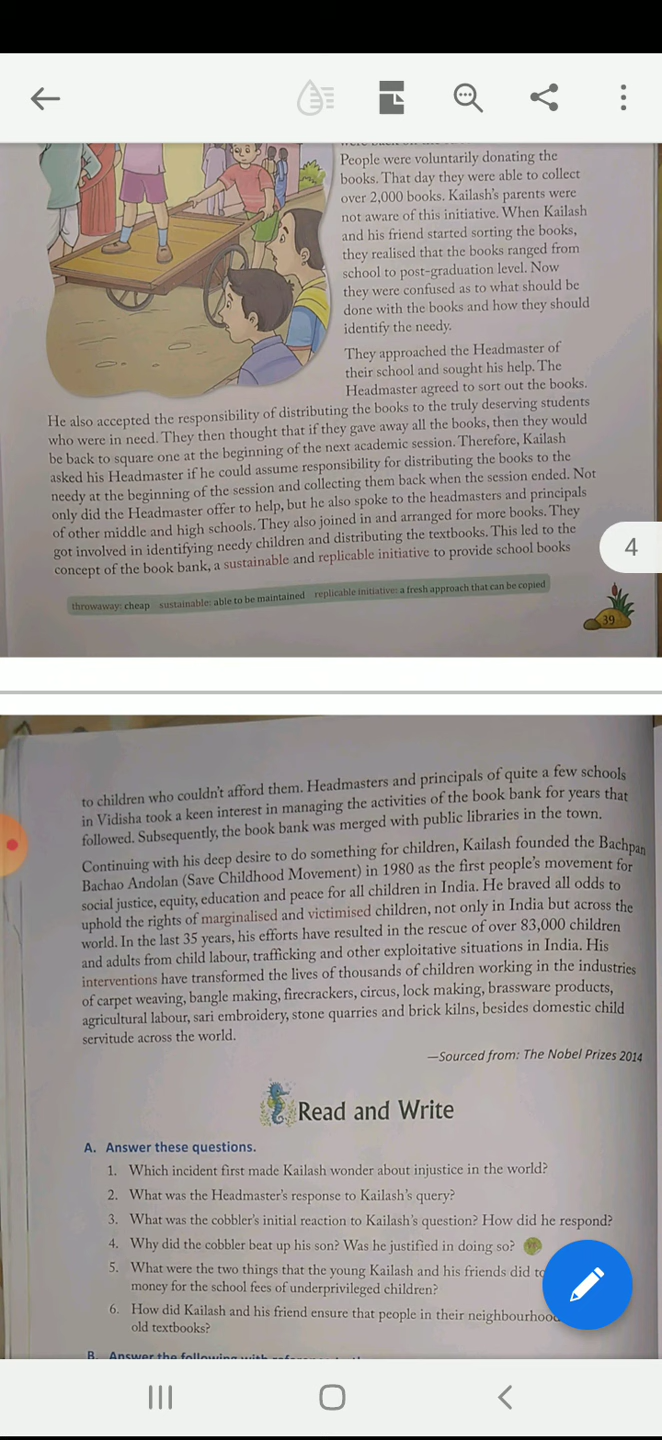 People were voluntarily donating the
books. That day they were able to collect
over 2,000 books. Kailash's parents were
not aware of this initiative. When Kailash
and his friend started sorting the books,
they realised that the books ranged from
school to post-graduation level. Now
they were confused as to what should be
done with the books and how they should
identify the needy.
They approached the Headmaster of
their school and sought his help. The
Headmaster agreed to sort out the books.
He also accepted the responsibility of distributing the books to the truly deserving students
who were in need. They then thought that if they gave away all the books, then they would
be back to square one at the beginning of the next academic session. Therefore, Kailash
asked his Headmaster if he could assume responsibility for distributing the books to the
needy at the beginning of the session and collecting them back when the session ended. Not
only did the Headmaster offer to help, but he also spoke to the headmasters and principals
of other middle and high schools. They also joined in and arranged for more books. They
got involved in identifying needy children and distributing the textbooks. This led to the
concept of the book bank, a sustainable and replicable initiative to provide school books
4
throwaway: cheap sustainable: able to be maintained replicable initiative: a fresh approach that can be copied
39
to children who couldn't afford them. Headmasters and principals of quite a few schools
in Vidisha took a keen interest in managing the activities of the book bank for years that
followed. Subsequently, the book bank was merged with public libraries in the town.
Continuing with his deep desire to do something for children, Kailash founded the Bachpan
Bachao Andolan (Save Childhood Movement) in 1980 as the first people's movement for
social justice, equity, education and peace for all children in India. He braved all odds to
uphold the rights of marginalised and victimised children, not only in India but across the
world. In the last 35 years, his efforts have resulted in the rescue of over 83,000 children
and adults from child labour, trafficking and other exploitative situations in India. His
interventions have transformed the lives of thousands of children working in the industries
of carpet weaving, bangle making, firecrackers, circus, lock making, brassware products,
agricultural labour, sari embroidery, stone quarries and brick kilns, besides domestic child
servitude across the world.
—Sourced from: The Nobel Prizes 2014
Read and Write
A. Answer these questions.
1. Which incident first made Kailash wonder about injustice in the world?
2. What was the Headmaster's response to Kailash's query?
3. What was the cobbler's initial reaction to Kailash's question? How did he respond?
4. Why did the cobbler beat up his son? Was he justified in doing so?
5. What were the two things that the young Kailash and his friends did to
money for the school fees of underprivileged children?
6. How did Kailash and his friend ensure that people in their
old textbooks?
B. Answer the following with